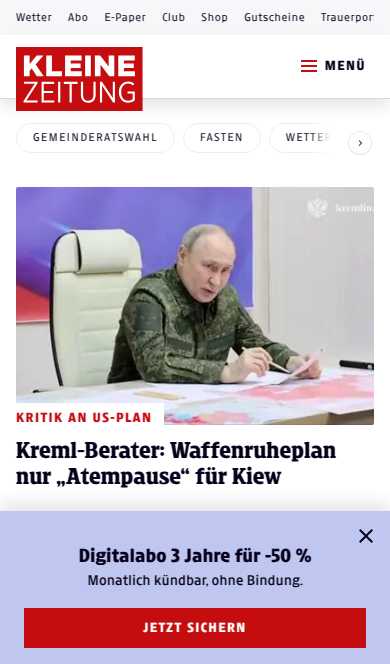 Wetter Abo E-Paper Club Shop Gutscheine Trauerpor
KLEINE
ZEITUNG
MENÜ
GEMEINDERATSWAHL FASTEN WETTER
kremlin.
KRITIK AN US-PLAN
Kreml-Berater: Waffenruheplan
nur „Atempause“ für Kiew
Digitalabo 3 Jahre für -50 %
Monatlich kündbar, ohne Bindung.
JETZT SICHERN